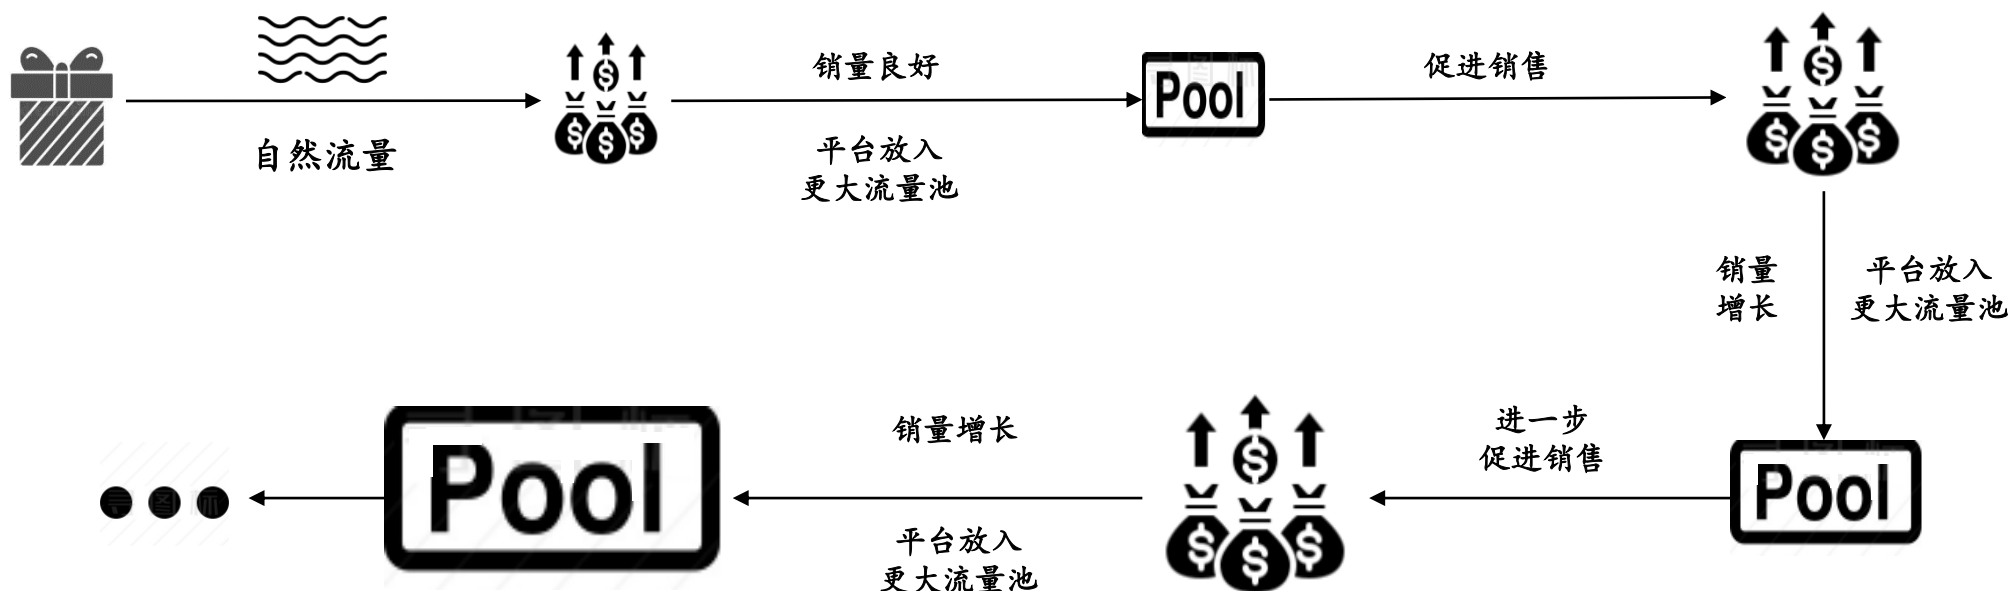 自然流量
销量良好
平台放入
更大流量池
Pool
促进销售
销量
增长
平台放入
更大流量池
Pool
进一步
促进销售
销量增长
平台放入
更大流量池
Pool